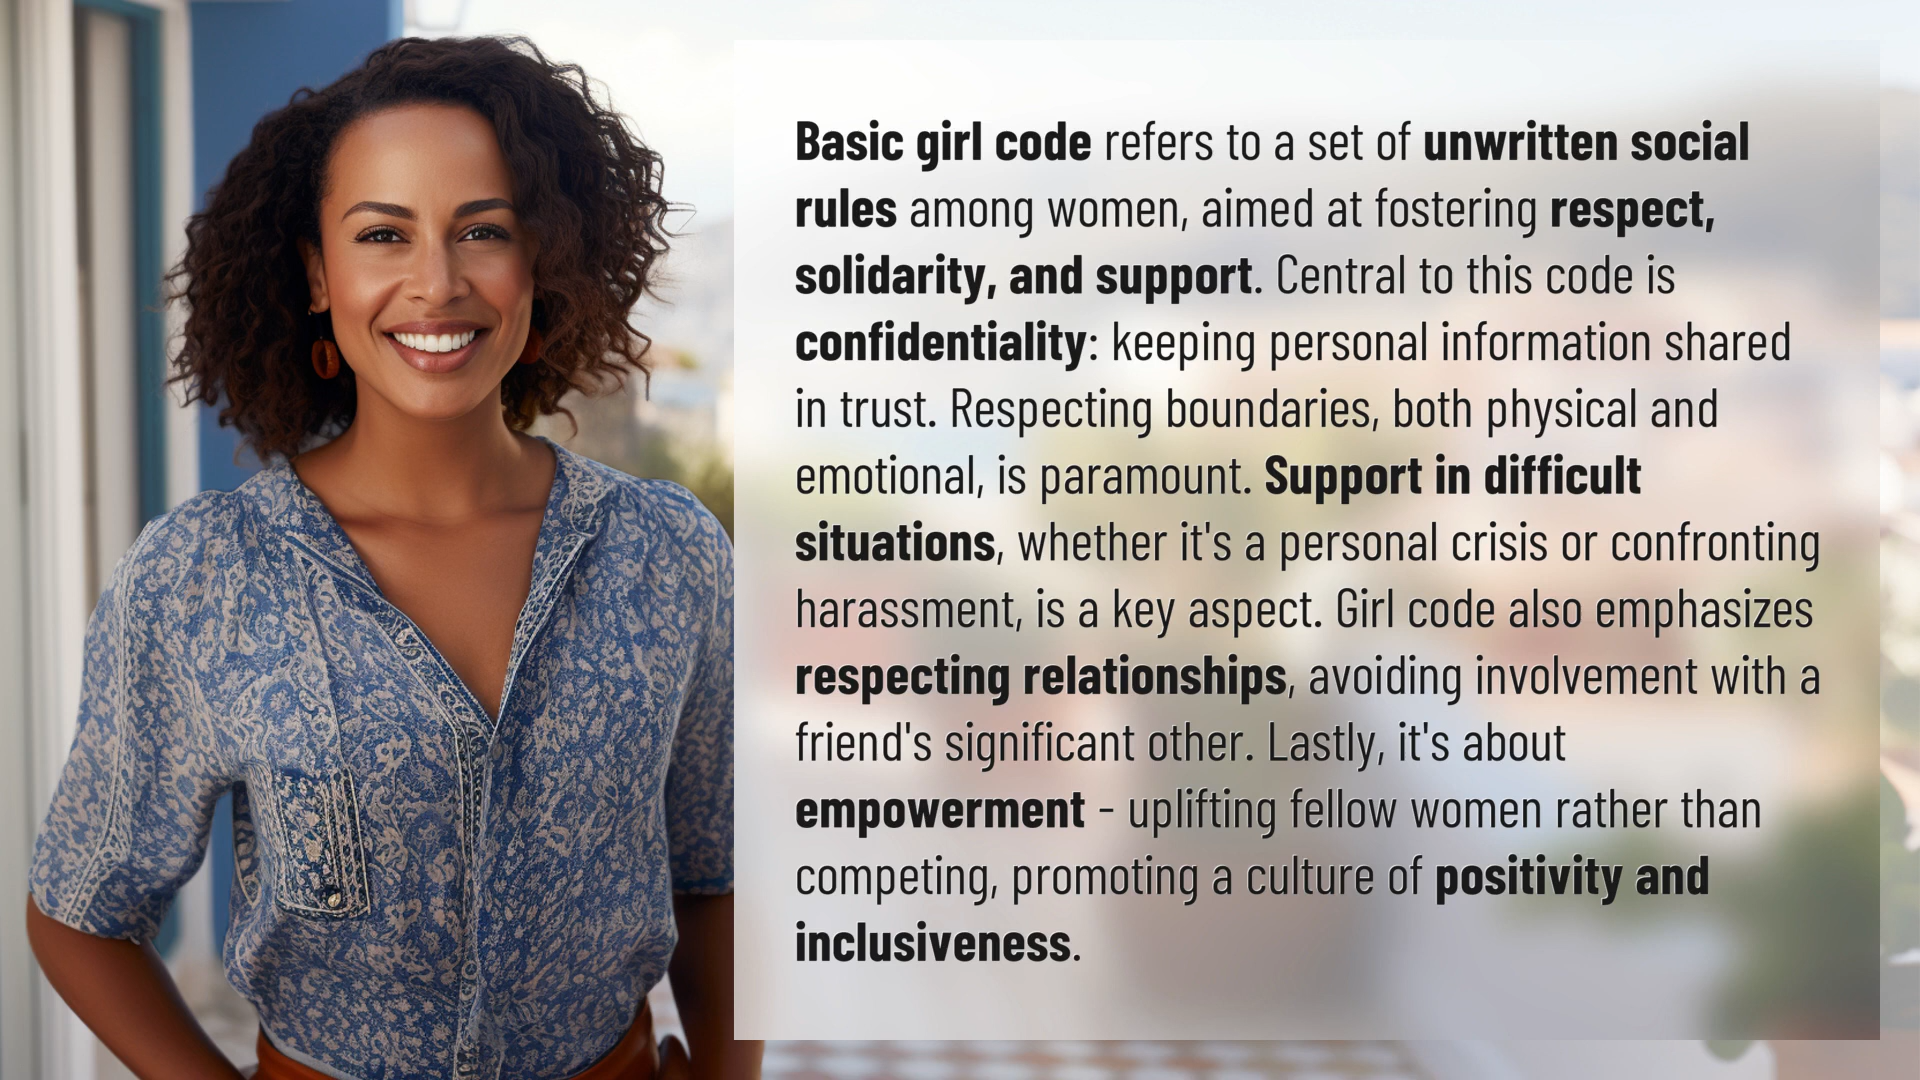 Basic girl code refers to a set of unwritten social
rules among women, aimed at fostering respect,
solidarity, and support. Central to this code is
confidentiality: keeping personal information shared
in trust. Respecting boundaries, both physical and
emotional, is paramount. Support in difficult
situations, whether it's a personal crisis or confronting
harassment, is a key aspect. Girl code also emphasizes
respecting relationships, avoiding involvement with a
friend's significant other. Lastly, it's about
empowerment - uplifting fellow women rather than
competing, promoting a culture of positivity and
inclusiveness.